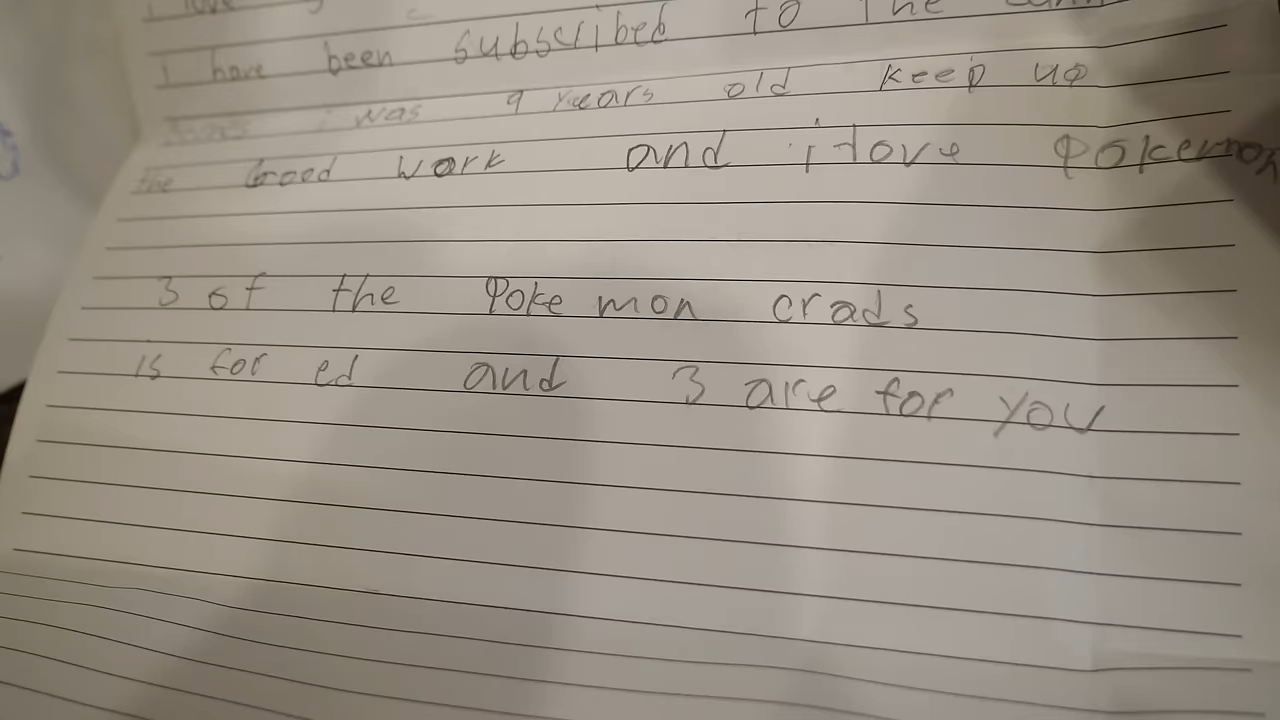 i love
i have been subscribed to The
i was 9 years old keep up
the Good work and i love pokemon
3 of the Pokemon crads
is for ed and 3 are for you